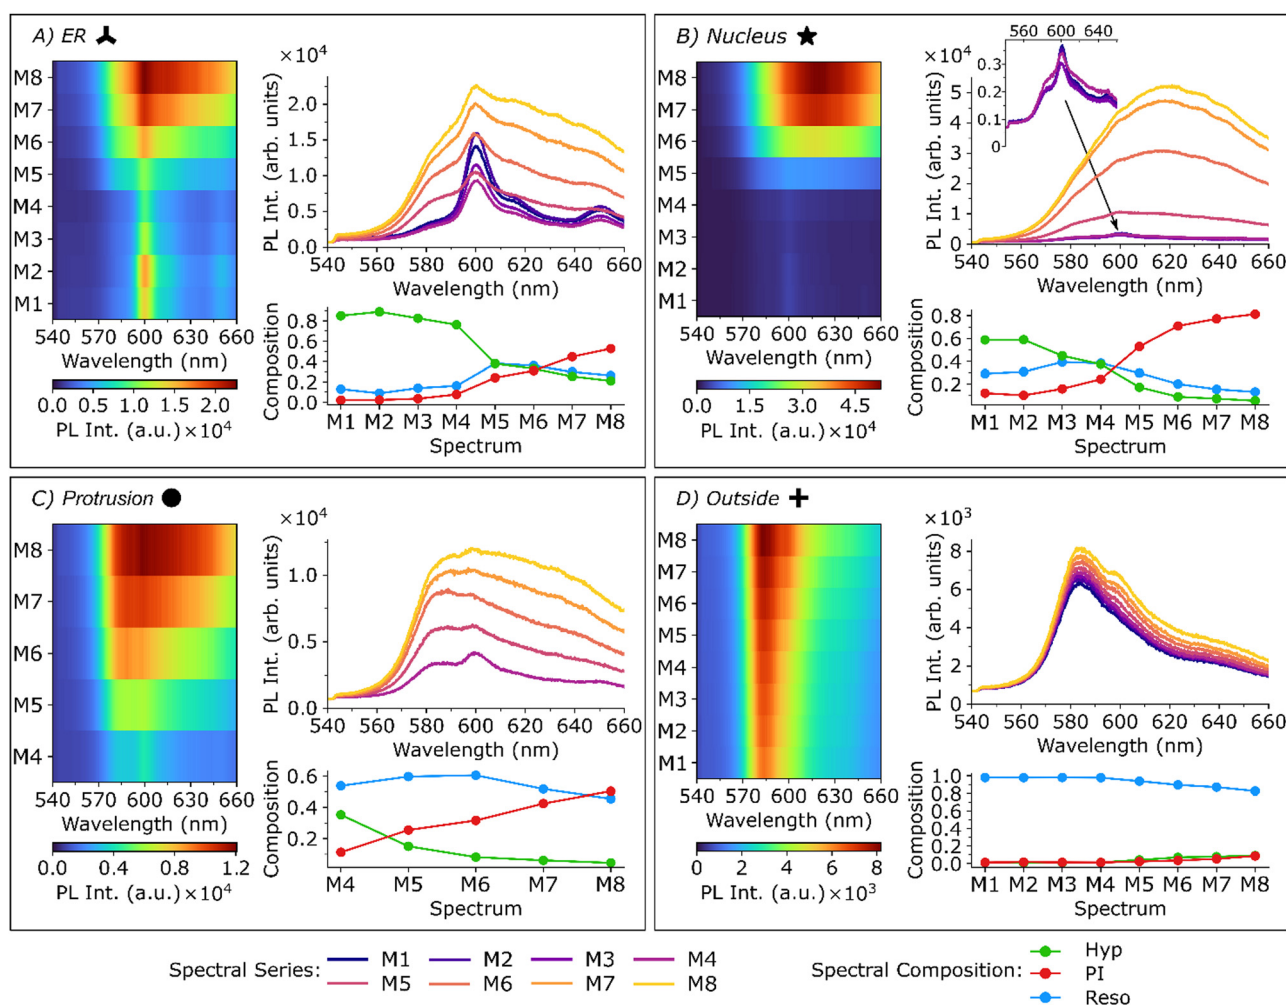 A) ER
M8
M7
M6
M5
M4
M3
M2
M1
540 600 660
Wavelength (nm)
0.0 0.5 1.0 1.5 2.0
PL Int. (a.u.) ×10⁴
×10⁴
PL Int. (arb. units)
2.0
1.5
1.0
0.5
0.0
540 560 580 600 620 640 660
Wavelength (nm)
Composition
0.8
0.6
0.4
0.2
0.0
M1 M2 M3 M4 M5 M6 M7 M8
Spectrum
B) Nucleus
M8
M7
M6
M5
M4
M3
M2
M1
540 600 660
Wavelength (nm)
0.0 1.5 3.0 4.5
PL Int. (a.u.) ×10⁴
560 600 640
0.3
0.2
0.1
0
×10⁴
PL Int. (arb. units)
6
5
4
3
2
1
0
540 560 580 600 620 640 660
Wavelength (nm)
Composition
0.8
0.6
0.4
0.2
M1 M2 M3 M4 M5 M6 M7 M8
Spectrum
C) Protrusion
M8
M7
M6
M5
M4
540 600 660
Wavelength (nm)
0.0 0.4 0.8 1.2
PL Int. (a.u.) ×10⁴
×10⁴
PL Int. (arb. units)
1.0
0.5
0.0
540 560 580 600 620 640 660
Wavelength (nm)
Composition
0.6
0.4
0.2
M4 M5 M6 M7 M8
Spectrum
D) Outside
M8
M7
M6
M5
M4
M3
M2
M1
540 600 660
Wavelength (nm)
0 2 4 6 8
PL Int. (a.u.) ×10³
×10³
PL Int. (arb. units)
8
6
4
2
0
540 560 580 600 620 640 660
Wavelength (nm)
Composition
1.0
0.8
0.6
0.4
0.2
0.0
M1 M2 M3 M4 M5 M6 M7 M8
Spectrum
Spectral Series: M1 M2 M3 M4
M5 M6 M7 M8
Spectral Composition: Hyp
PI
Reso